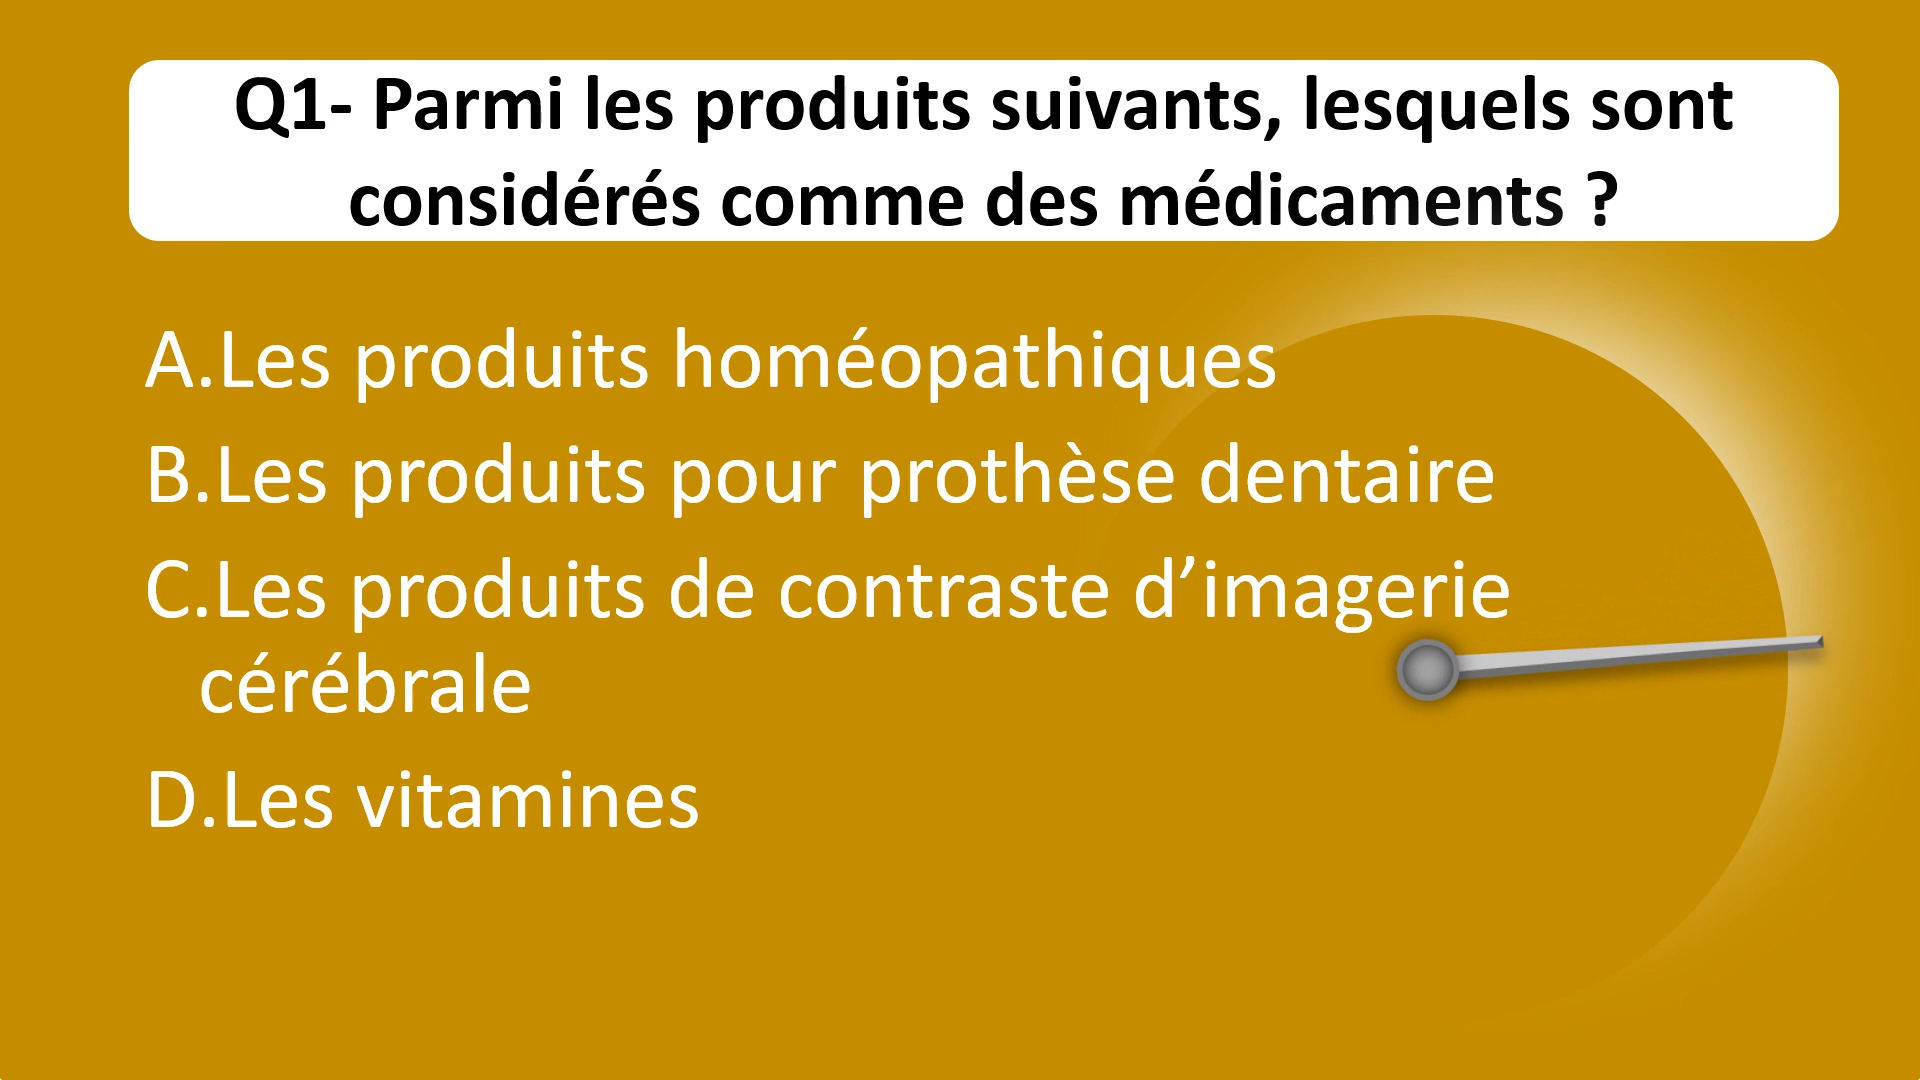 Q1- Parmi les produits suivants, lesquels sont
considérés comme des médicaments ?
A.Les produits homéopathiques
B.Les produits pour prothèse dentaire
C.Les produits de contraste d’imagerie
cérébrale
D.Les vitamines